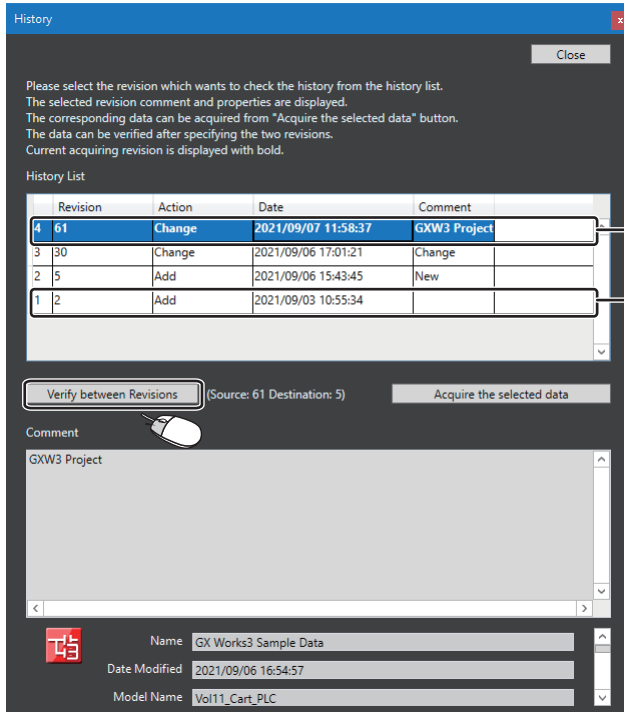 History
x
Close
Please select the revision which wants to check the history from the history list.
The selected revision comment and properties are displayed.
The corresponding data can be acquired from "Acquire the selected data" button.
The data can be verified after specifying the two revisions.
Current acquiring revision is displayed with bold.
History List
Revision Action Date Comment
4 61 Change 2021/09/07 11:58:37 GXW3 Project
3 30 Change 2021/09/06 17:01:21 Change
2 5 Add 2021/09/06 15:43:45 New
1 2 Add 2021/09/03 10:55:34
Verify between Revisions (Source: 61 Destination: 5) Acquire the selected data
Comment
GXW3 Project
Name GX Works3 Sample Data
Date Modified 2021/09/06 16:54:57
Model Name Vol11_Cart_PLC